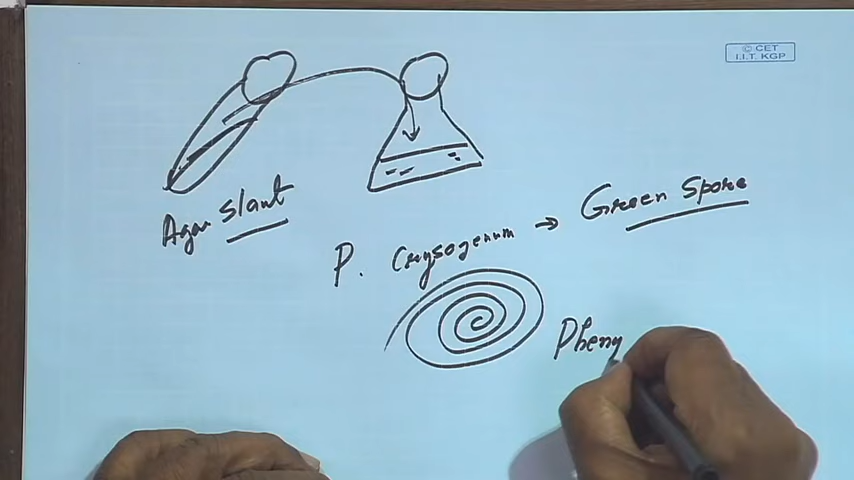 © CET
I.I.T. KGP
Agar slant
P. Crysogenum → Green Spore
Pheny